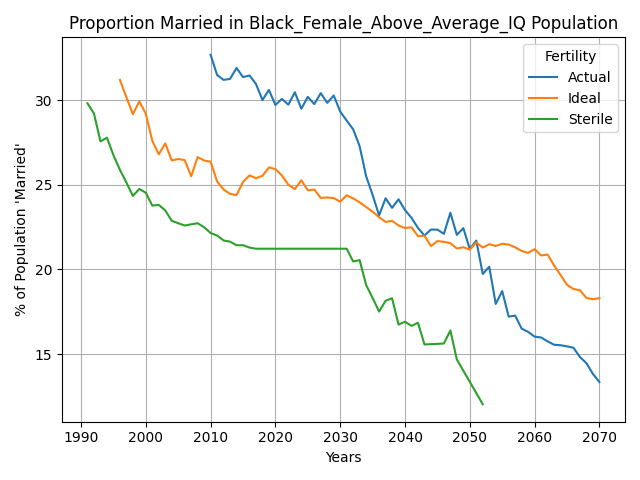 Proportion Married in Black_Female_Above_Average_IQ Population
% of Population 'Married'
30
25
20
15
Fertility
Actual
Ideal
Sterile
1990 2000 2010 2020 2030 2040 2050 2060 2070
Years